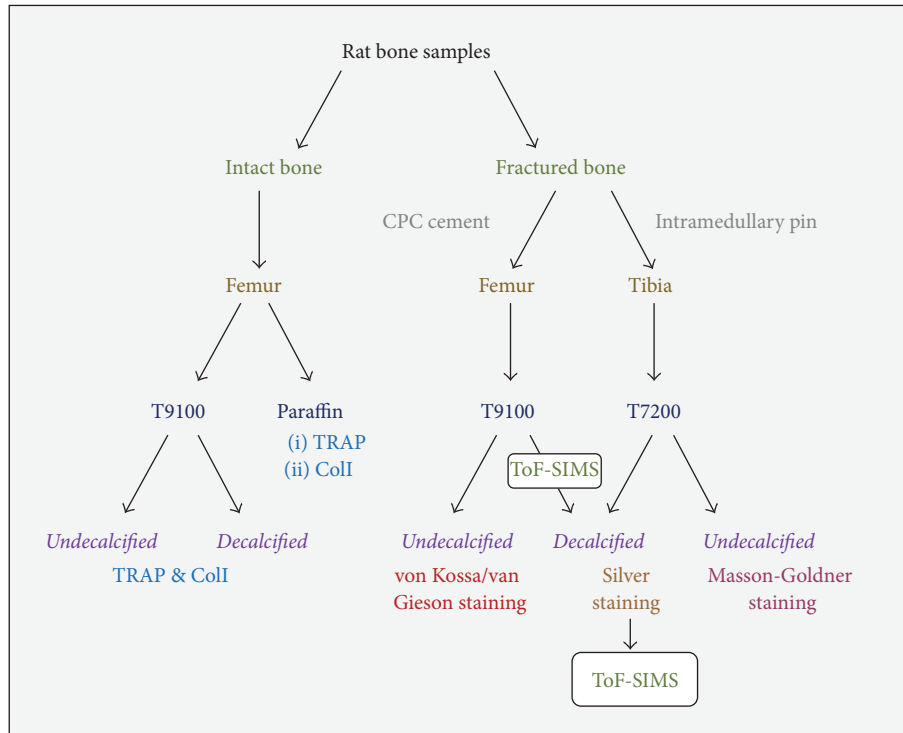 Rat bone samples
Intact bone
Fractured bone
CPC cement
Intramedullary pin
Femur
Femur
Tibia
T9100
Paraffin
(i) TRAP
(ii) ColI
T9100
T7200
ToF-SIMS
Undecalcified
Decalcified
TRAP & ColI
Undecalcified
von Kossa/van
Gieson staining
Decalcified
Silver
staining
Undecalcified
Masson-Goldner
staining
ToF-SIMS